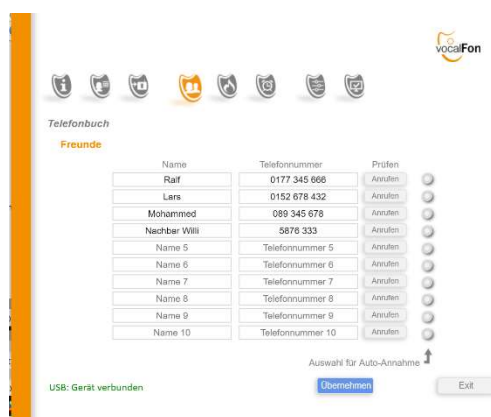 vocalFon
Telefonbuch
Freunde
Name Telefonnummer Prüfen
Ralf 0177 345 666 Anrufen
Lars 0152 678 432 Anrufen
Mohammed 089 345 678 Anrufen
Nachbar Willi 5876 333 Anrufen
Name 5 Telefonnummer 5 Anrufen
Name 6 Telefonnummer 6 Anrufen
Name 7 Telefonnummer 7 Anrufen
Name 8 Telefonnummer 8 Anrufen
Name 9 Telefonnummer 9 Anrufen
Name 10 Telefonnummer 10 Anrufen
Auswahl für Auto-Annahme
USB: Gerät verbunden Übernehmen Exit